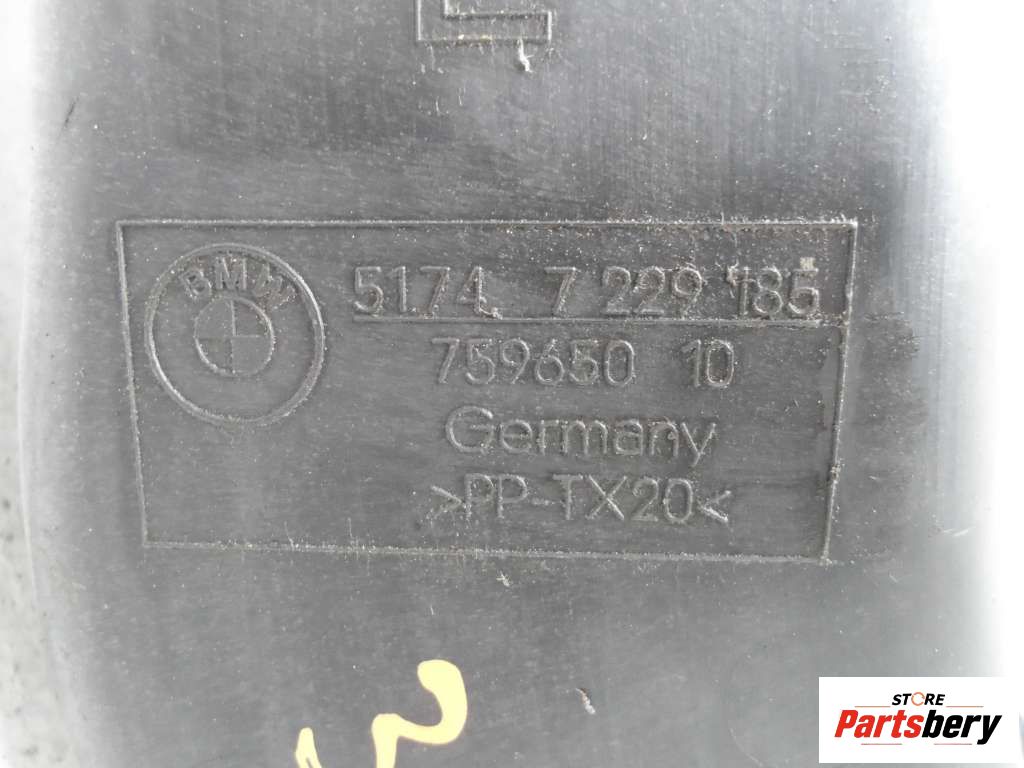 BMW
5174 7 229 185
759650 10
Germany
>PP-TX20<
STORE
Partsbery